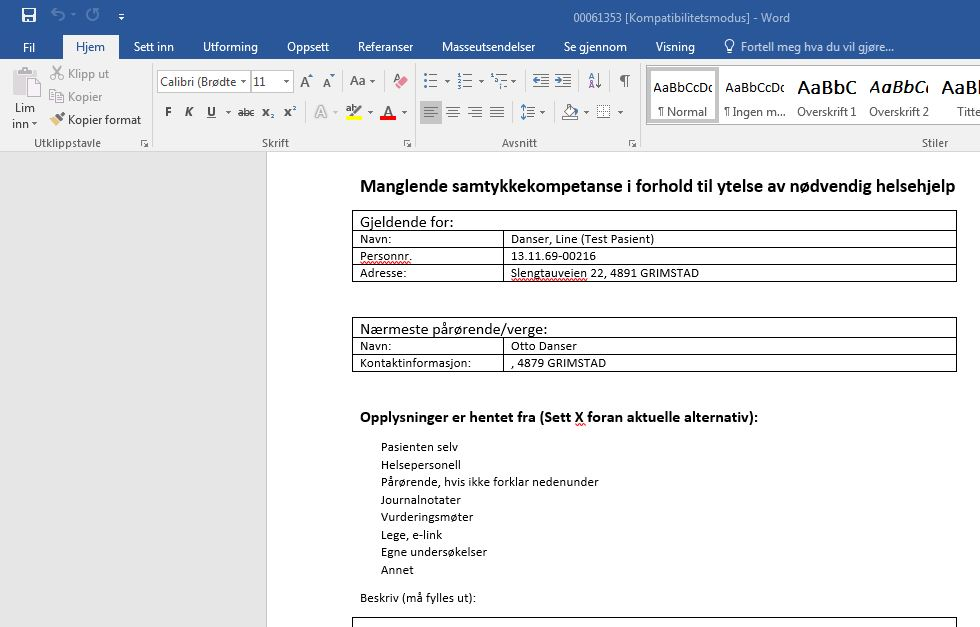 00061353 [Kompatibilitetsmodus] - Word
Fil Hjem Sett inn Utforming Oppsett Referanser Masseutsendelser Se gjennom Visning Fortell meg hva du vil gjøre...
Lim inn
Klipp ut
Kopier
Kopier format
Calibri (Brødte 11 A A Aa
F K U abc x₂ x² A aby A
AaBbCcDc AaBbCcDc AaBbC AaBbC AaBb
¶ Normal ¶ Ingen m... Overskrift 1 Overskrift 2 Titte
Utklippstavle Skrift Avsnitt Stiler
Manglende samtykkekompetanse i forhold til ytelse av nødvendig helsehjelp
Gjeldende for:
Navn: Danser, Line (Test Pasient)
Personnr. 13.11.69-00216
Adresse: Slengtauveien 22, 4891 GRIMSTAD
Nærmeste pårørende/verge:
Navn: Otto Danser
Kontaktinformasjon: , 4879 GRIMSTAD
Opplysninger er hentet fra (Sett X foran aktuelle alternativ):
Pasienten selv
Helsepersonell
Pårørende, hvis ikke forklar nedenunder
Journalnotater
Vurderingsmøter
Lege, e-link
Egne undersøkelser
Annet
Beskriv (må fylles ut):